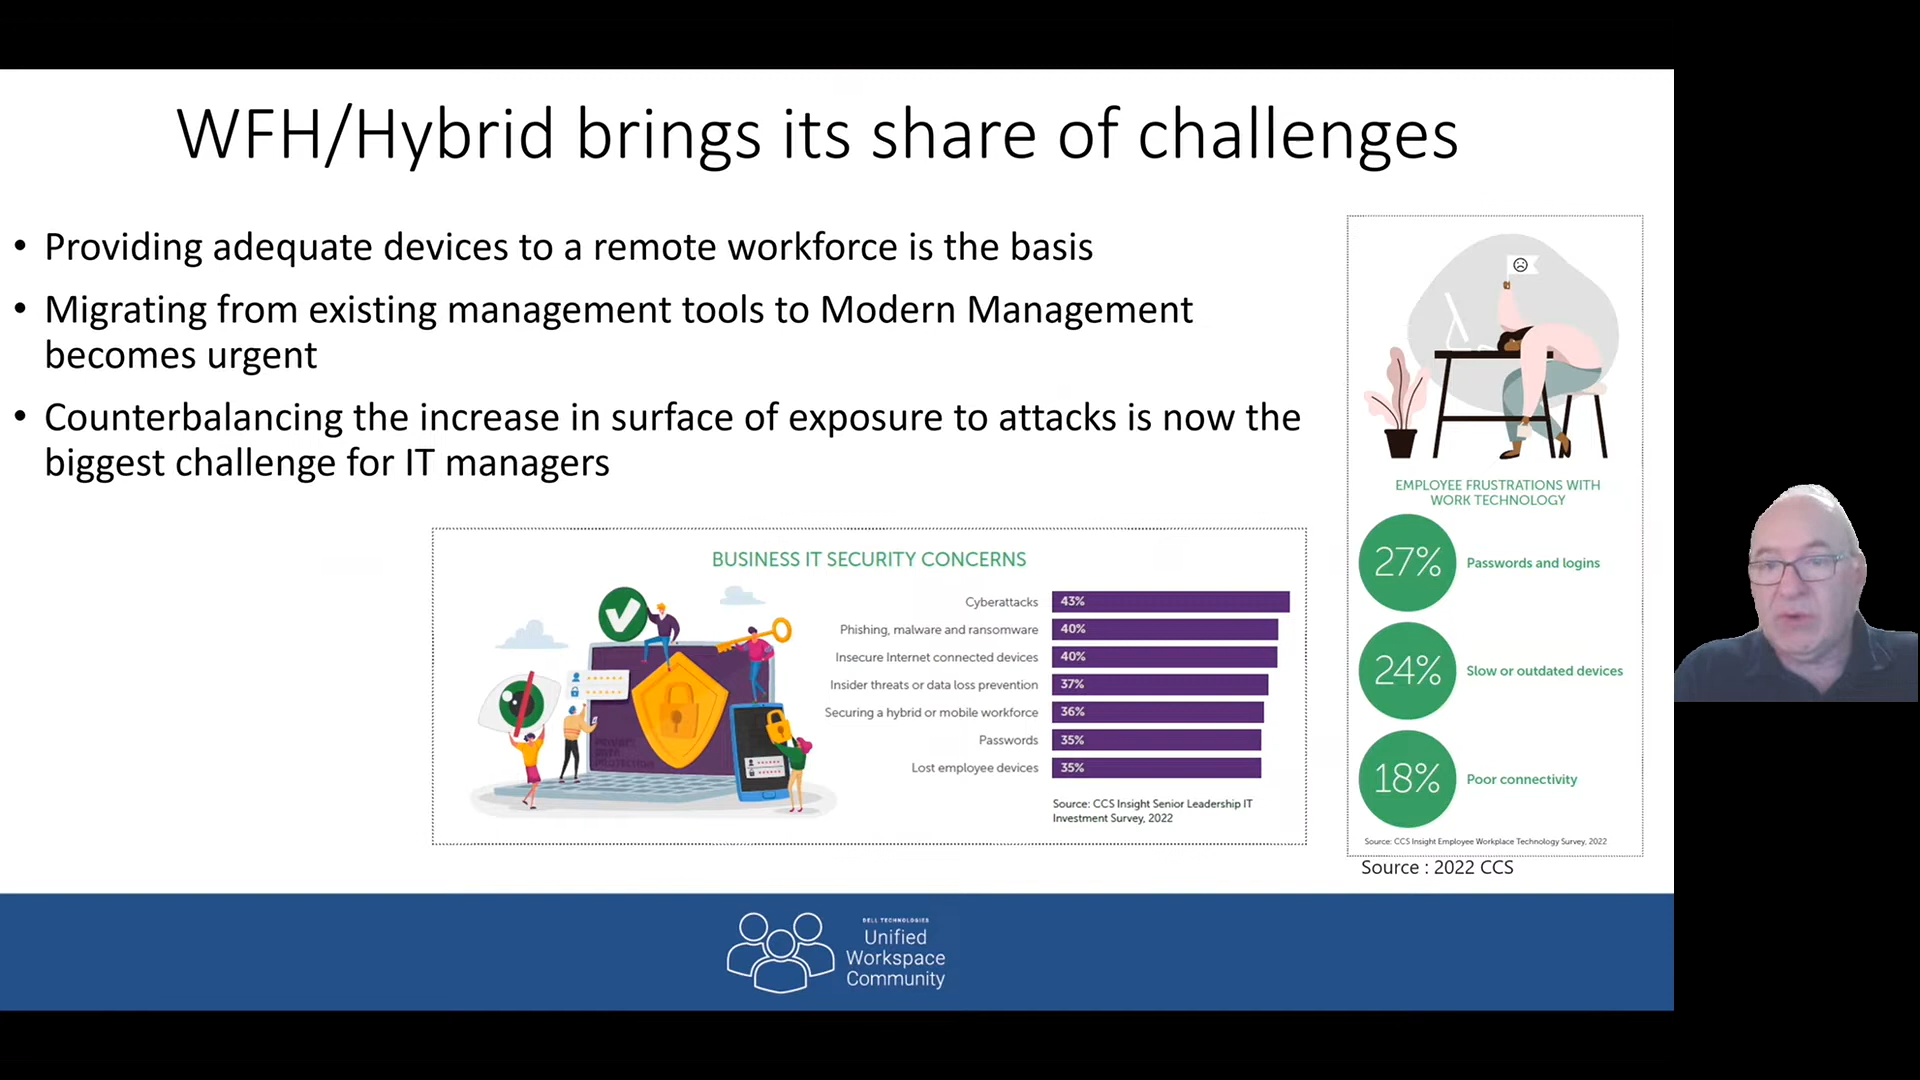 WFH/Hybrid brings its share of challenges
• Providing adequate devices to a remote workforce is the basis
• Migrating from existing management tools to Modern Management
becomes urgent
• Counterbalancing the increase in surface of exposure to attacks is now the
biggest challenge for IT managers
BUSINESS IT SECURITY CONCERNS
Cyberattacks 43%
Phishing, malware and ransomware 40%
Insecure Internet connected devices 40%
Insider threats or data loss prevention 37%
Securing a hybrid or mobile workforce 36%
Passwords 35%
Lost employee devices 35%
Source: CCS Insight Senior Leadership IT
Investment Survey, 2022
EMPLOYEE FRUSTRATIONS WITH
WORK TECHNOLOGY
27% Passwords and logins
24% Slow or outdated devices
18% Poor connectivity
Source: CCS Insight Employee Workplace Technology Survey, 2022
Source : 2022 CCS
DELL TECHNOLOGIES
Unified
Workspace
Community